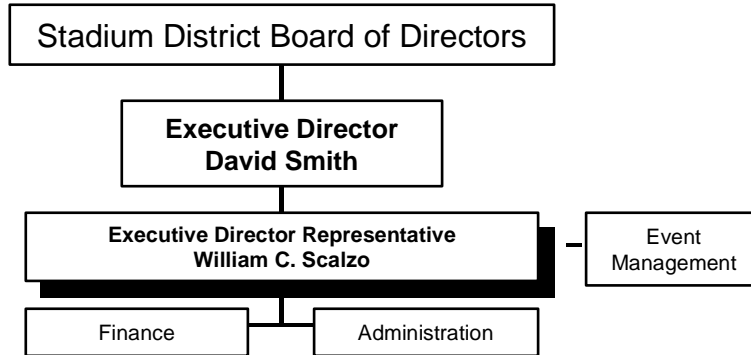 Stadium District Board of Directors
Executive Director
David Smith
Executive Director Representative
William C. Scalzo
Event
Management
Finance
Administration